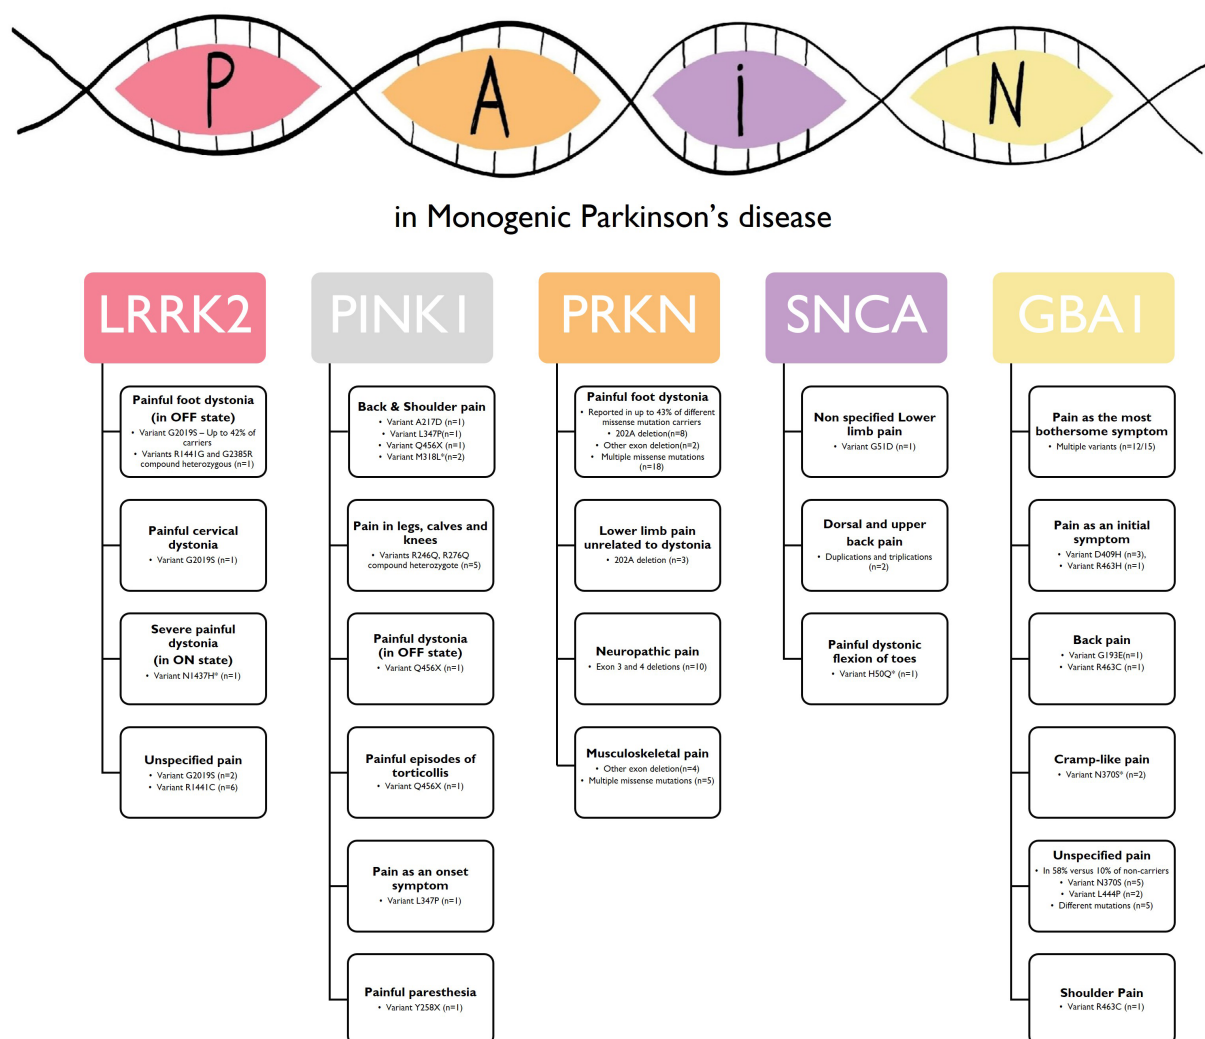 P A i N
in Monogenic Parkinson's disease
LRRK2
Painful foot dystonia
(in OFF state)
• Variant G2019S – Up to 42% of
carriers
• Variants R1441G and G2385R
compound heterozygous (n=1)
Painful cervical
dystonia
• Variant G2019S (n=1)
Severe painful
dystonia
(in ON state)
• Variant N1437H* (n=1)
Unspecified pain
• Variant G2019S (n=2)
• Variant R1441C (n=6)
PINK1
Back & Shoulder pain
• Variant A217D (n=1)
• Variant L347P(n=1)
• Variant Q456X (n=1)
• Variant M318L*(n=2)
Pain in legs, calves and
knees
• Variants R246Q, R276Q
compound heterozygote (n=5)
Painful dystonia
(in OFF state)
• Variant Q456X (n=1)
Painful episodes of
torticollis
• Variant Q456X (n=1)
Pain as an onset
symptom
• Variant L347P (n=1)
Painful paresthesia
• Variant Y258X (n=1)
PRKN
Painful foot dystonia
• Reported in up to 43% of different
missense mutation carriers
• 202A deletion(n=8)
• Other exon deletion(n=2)
• Multiple missense mutations
(n=18)
Lower limb pain
unrelated to dystonia
• 202A deletion (n=3)
Neuropathic pain
• Exon 3 and 4 deletions (n=10)
Musculoskeletal pain
• Other exon deletion(n=4)
• Multiple missense mutations (n=5)
SNCA
Non specified Lower
limb pain
• Variant G51D (n=1)
Dorsal and upper
back pain
• Duplications and triplications
(n=2)
Painful dystonic
flexion of toes
• Variant H50Q* (n=1)
GBA1
Pain as the most
bothersome symptom
• Multiple variants (n=12/15)
Pain as an initial
symptom
• Variant D409H (n=3),
• Variant R463H (n=1)
Back pain
• Variant G193E(n=1)
• Variant R463C (n=1)
Cramp-like pain
• Variant N370S* (n=2)
Unspecified pain
• In 58% versus 10% of non-carriers
• Variant N370S (n=5)
• Variant L444P (n=2)
• Different mutations (n=5)
Shoulder Pain
• Variant R463C (n=1)